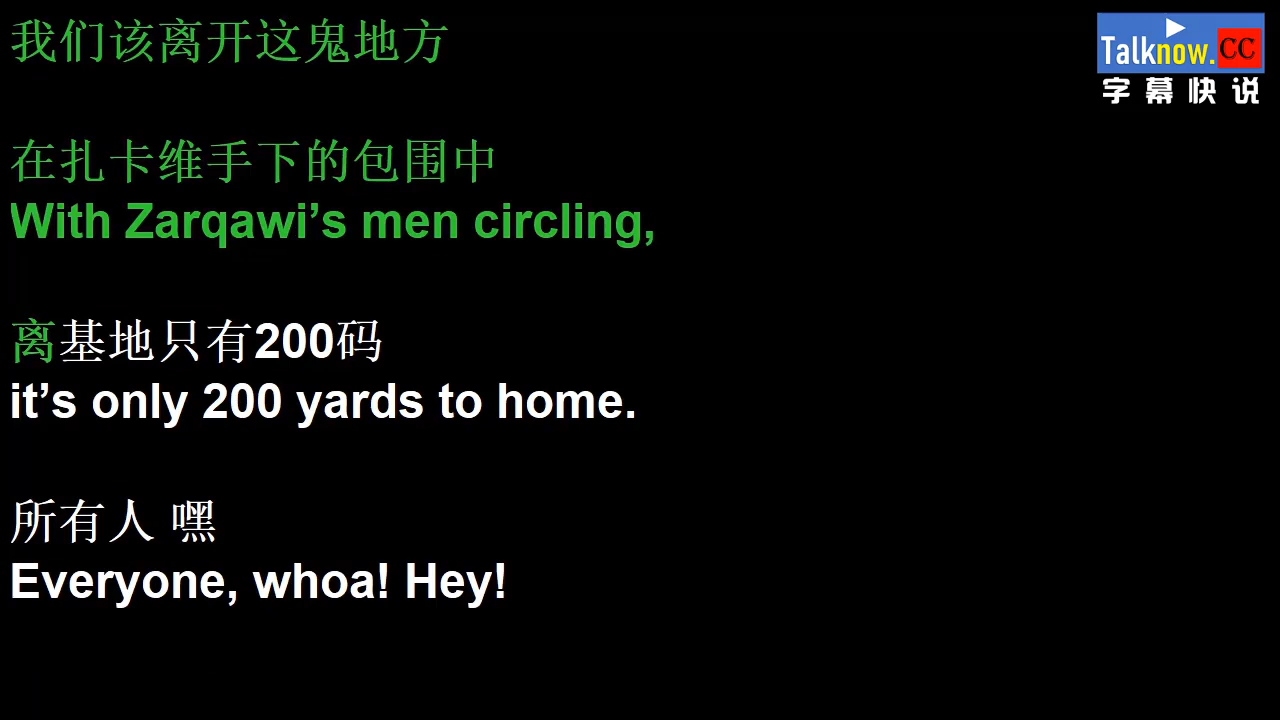 我们该离开这鬼地方
Talknow.CC
字幕快说
在扎卡维手下的包围中
With Zarqawi’s men circling,
离基地只有200码
it’s only 200 yards to home.
所有人 嘿
Everyone, whoa! Hey!